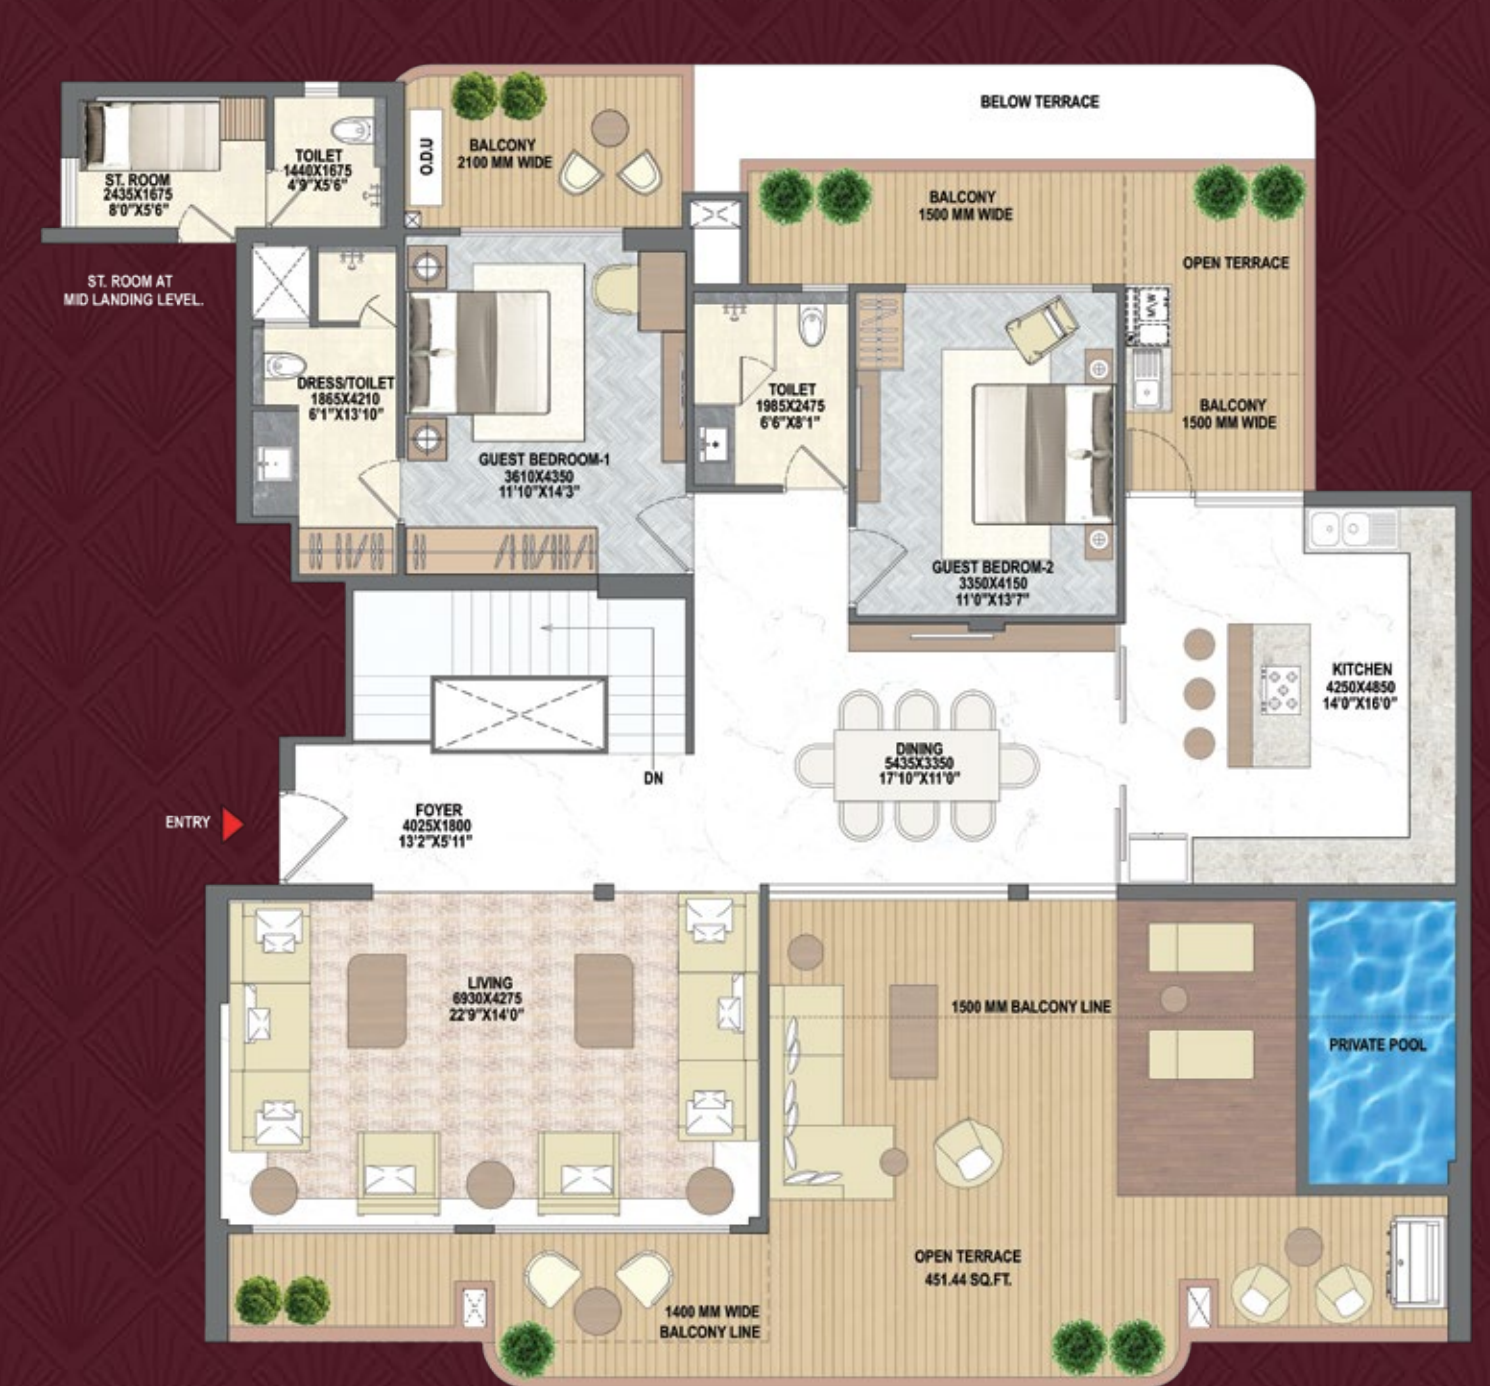 BELOW TERRACE
O.D.U
BALCONY
2100 MM WIDE
TOILET
1440X1675
4'9"X5'6"
ST. ROOM
2435X1675
8'0"X5'6"
BALCONY
1500 MM WIDE
OPEN TERRACE
ST. ROOM AT
MID LANDING LEVEL.
M/W
DRESS/TOILET
1865X4210
6'1"X13'10"
TOILET
1985X2475
6'6"X8'1"
BALCONY
1500 MM WIDE
GUEST BEDROOM-1
3610X4350
11'10"X14'3"
GUEST BEDROM-2
3350X4150
11'0"X13'7"
KITCHEN
4250X4850
14'0"X16'0"
DINING
5435X3350
17'10"X11'0"
DN
ENTRY
FOYER
4025X1800
13'2"X5'11"
LIVING
6930X4275
22'9"X14'0"
1500 MM BALCONY LINE
PRIVATE POOL
OPEN TERRACE
451.44 SQ.FT.
1400 MM WIDE
BALCONY LINE